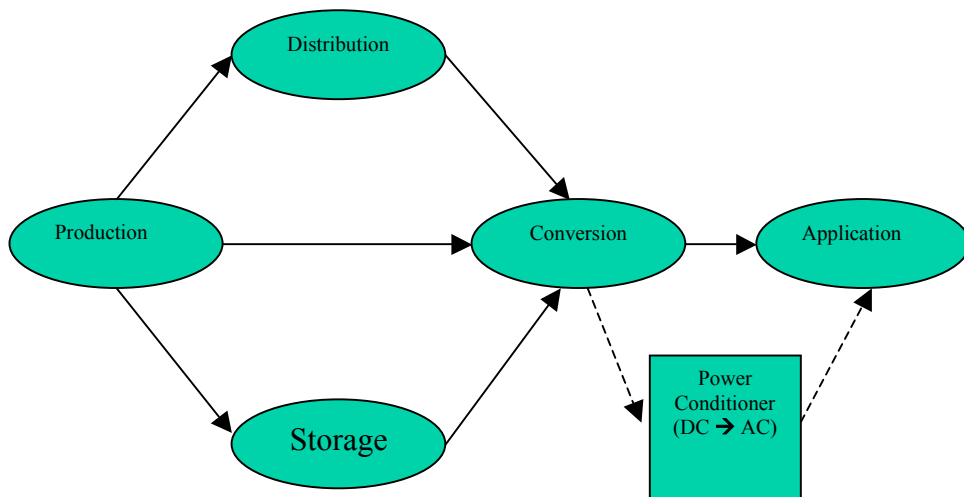 Distribution
Production
Conversion
Application
Storage
Power
Conditioner
(DC ➔ AC)